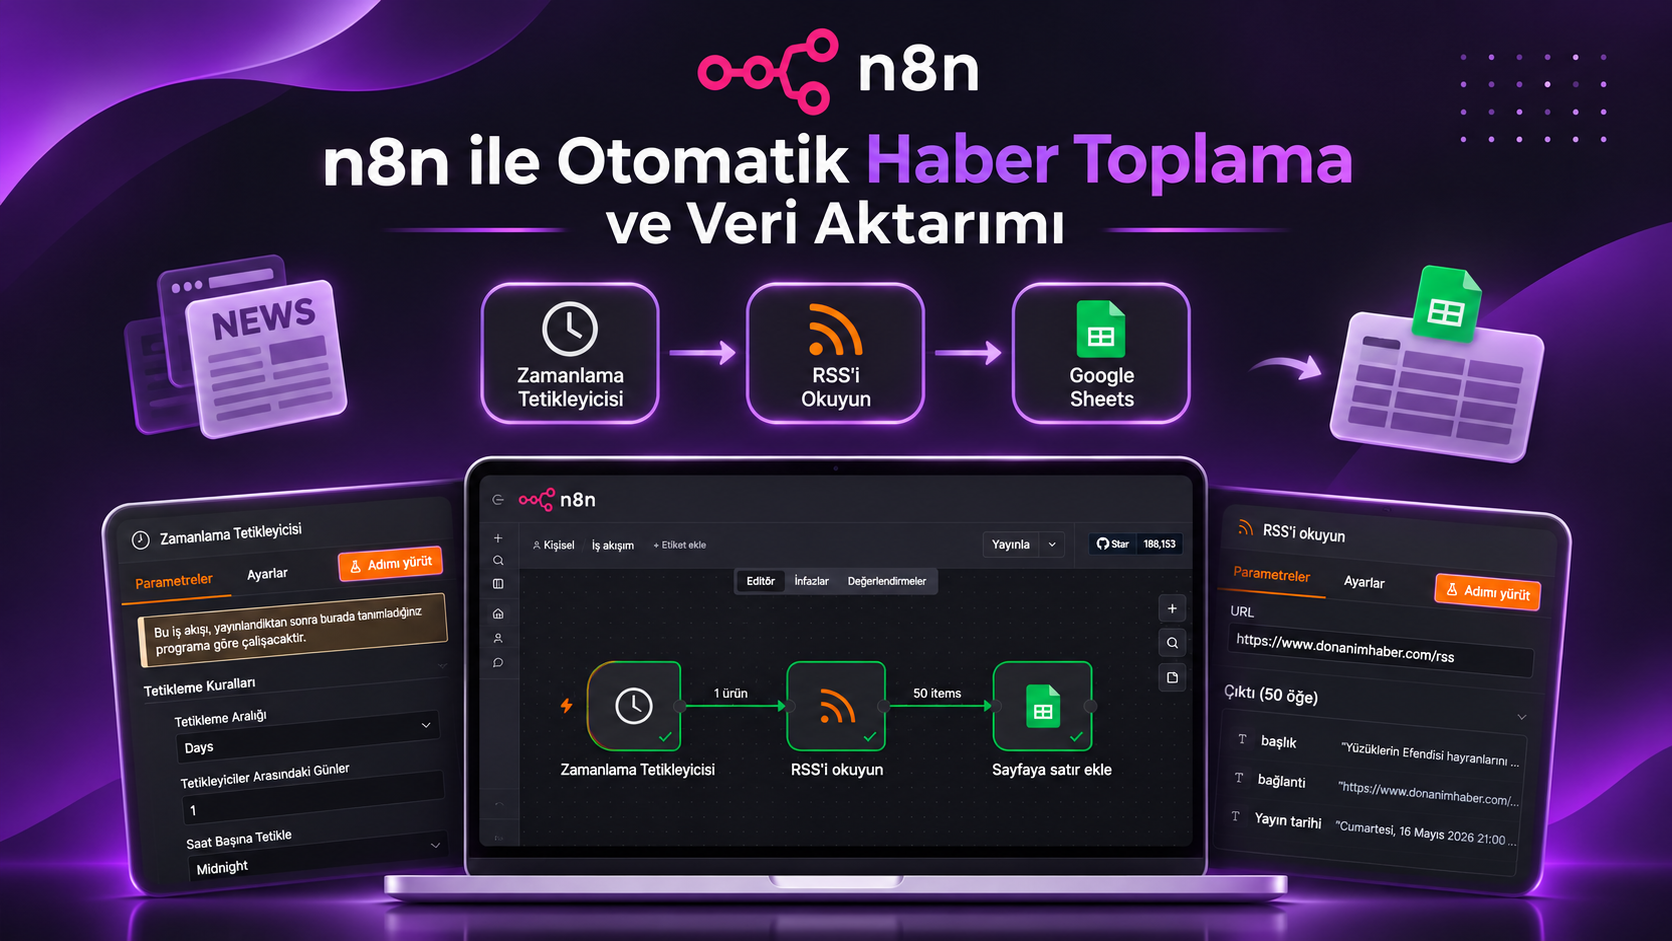 n8n
n8n ile Otomatik Haber Toplama
ve Veri Aktarımı
NEWS
Zamanlama
Tetikleyicisi
RSS'i
Okuyun
Google
Sheets
Zamanlama Tetikleyicisi
Parametreler
Ayarlar
Adımı yürüt
Bu iş akışı, yayınlandiktan sonra burada tanımladığınız
programa göre çalışacaktir.
Tetikleme Kuralları
Tetikleme Aralığı
Days
Tetikleyiciler Arasındaki Günler
1
Saat Başına Tetikle
Midnight
n8n
Kişisel
İş akışım
+ Etiket ekle
Yayınla
Star
188,153
Editör
İnfazlar
Değerlendirmeler
1 ürün
50 items
Zamanlama Tetikleyicisi
RSS'i okuyun
Sayfaya satır ekle
RSS'i okuyun
Parametreler
Ayarlar
Adımı yürüt
URL
https://www.donanimhaber.com/rss
Çıktı (50 öğe)
T başlık "Yüzüklerin Efendisi hayranlarını ...
T bağlanti "https://www.donanimhaber.com/...
T Yayın tarihi "Cumartesi, 16 Mayıs 2026 21:00 ...